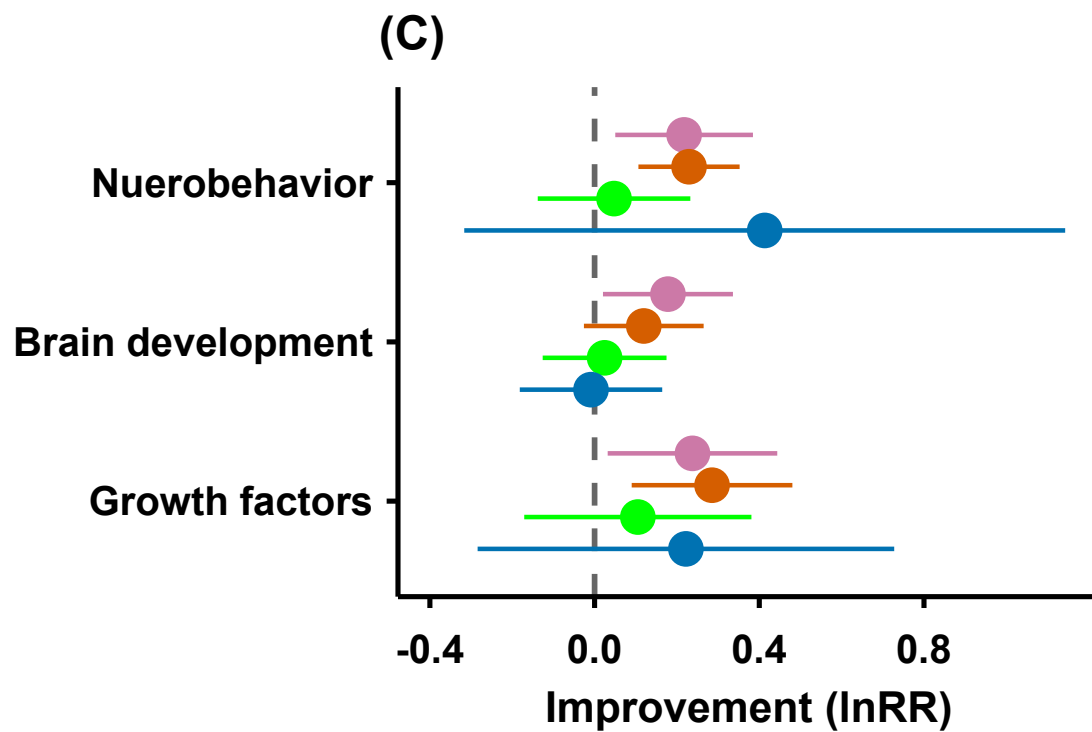 (C)
Nuerobehavior
Brain development
Growth factors
-0.4 0.0 0.4 0.8
Improvement (lnRR)